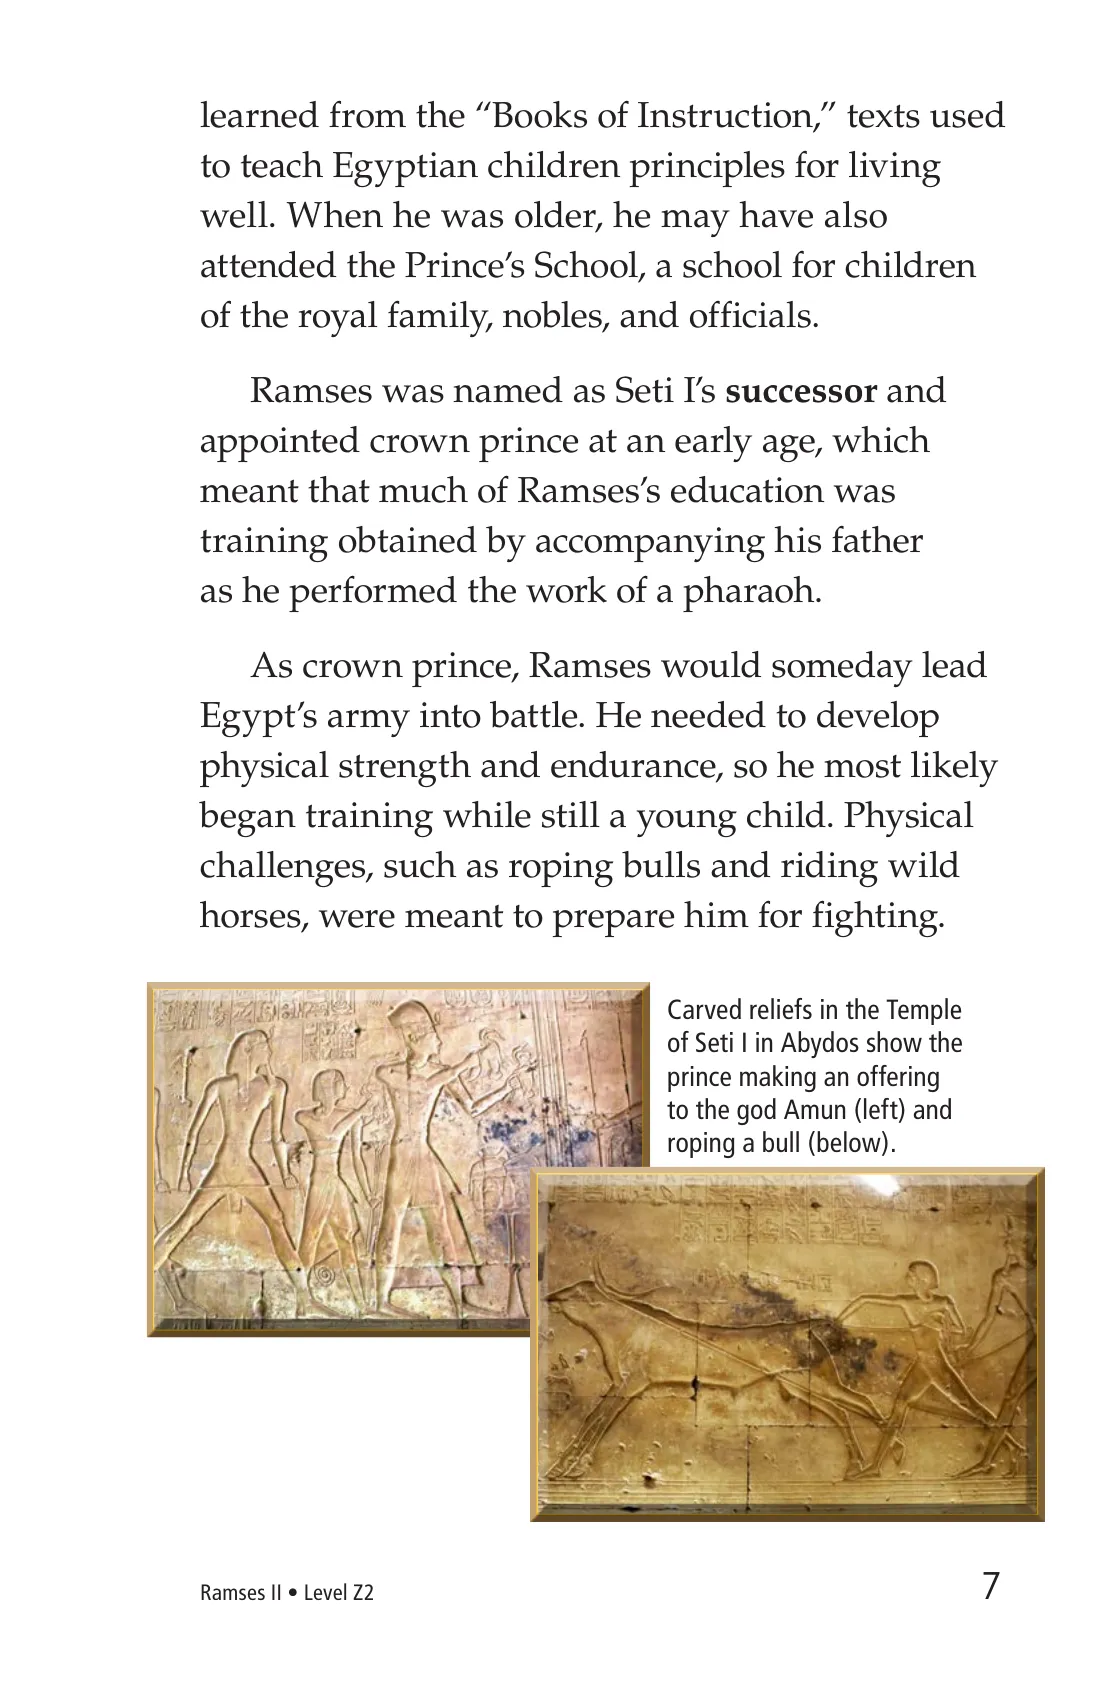 learned from the “Books of Instruction,” texts used
to teach Egyptian children principles for living
well. When he was older, he may have also
attended the Prince’s School, a school for children
of the royal family, nobles, and officials.
Ramses was named as Seti I’s successor and
appointed crown prince at an early age, which
meant that much of Ramses’s education was
training obtained by accompanying his father
as he performed the work of a pharaoh.
As crown prince, Ramses would someday lead
Egypt’s army into battle. He needed to develop
physical strength and endurance, so he most likely
began training while still a young child. Physical
challenges, such as roping bulls and riding wild
horses, were meant to prepare him for fighting.
Carved reliefs in the Temple
of Seti I in Abydos show the
prince making an offering
to the god Amun (left) and
roping a bull (below).
Ramses II • Level Z2
7